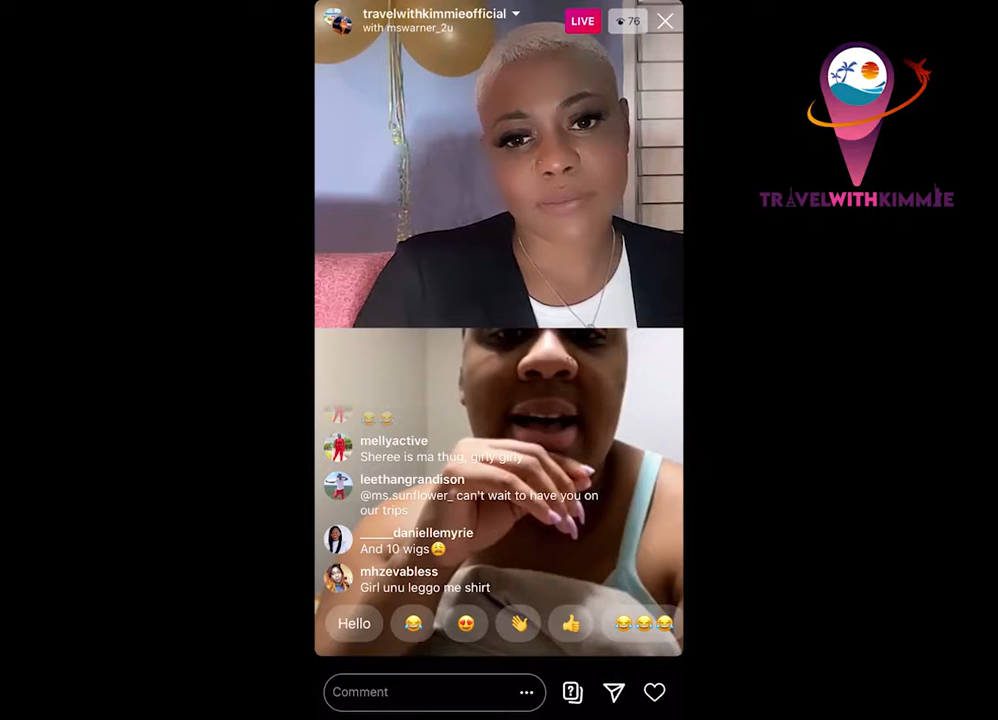 travelwithkimmieofficial
with mswarner_2u
LIVE
76
TRAVELWITHKIMMIE
mellyactive
Sheree is ma thug, girly girly
leethangrandison
@ms.sunflower_ can't wait to have you on
our trips
_____daniellemyrie
And 10 wigs😩
mhzevabless
Girl unu leggo me shirt
Hello
Comment